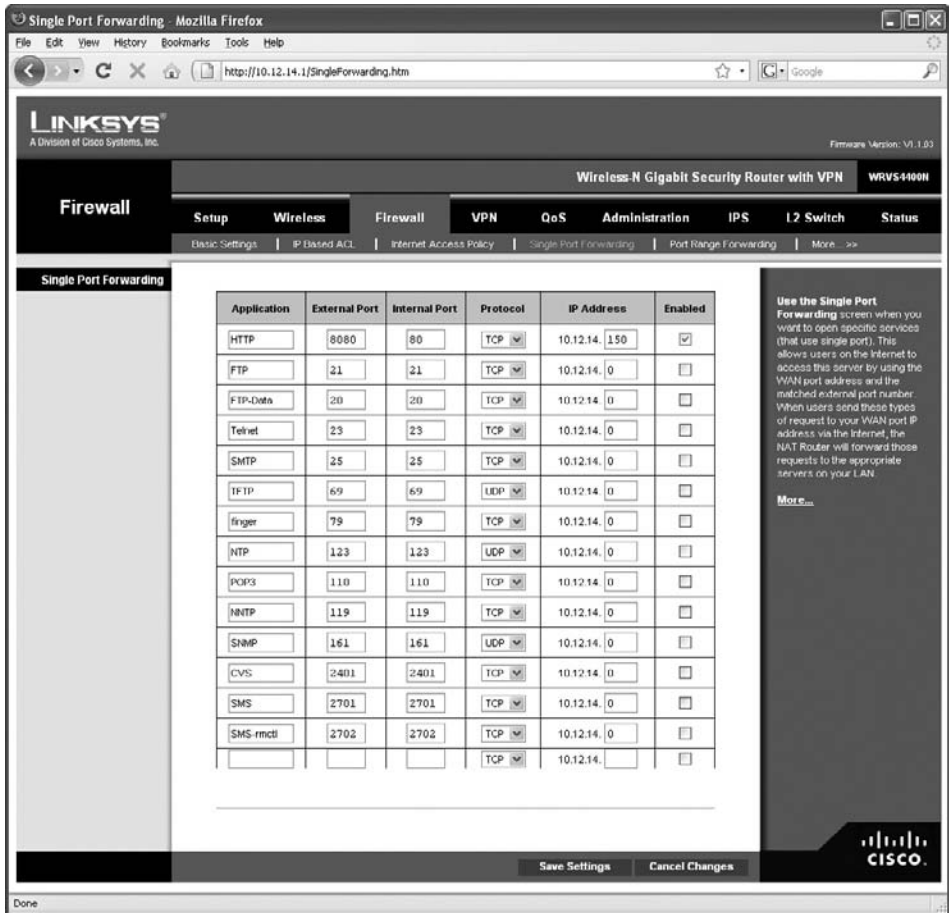 Single Port Forwarding - Mozilla Firefox
File Edit View History Bookmarks Tools Help
http://10.12.14.1/SingleForwarding.htm
Google
LINKSYS®
A Division of Cisco Systems, Inc.
Firmware Version: V1.1.03
Wireless-N Gigabit Security Router with VPN WRVS4400N
Firewall
Setup Wireless Firewall VPN QoS Administration IPS L2 Switch Status
Basic Settings | IP Based ACL | Internet Access Policy | Single Port Forwarding | Port Range Forwarding | More... >>
Single Port Forwarding
Application External Port Internal Port Protocol IP Address Enabled
HTTP 8080 80 TCP 10.12.14. 150
FTP 21 21 TCP 10.12.14. 0
FTP-Data 20 20 TCP 10.12.14. 0
Telnet 23 23 TCP 10.12.14. 0
SMTP 25 25 TCP 10.12.14. 0
TFTP 69 69 UDP 10.12.14. 0
finger 79 79 TCP 10.12.14. 0
NTP 123 123 UDP 10.12.14. 0
POP3 110 110 TCP 10.12.14. 0
NNTP 119 119 TCP 10.12.14. 0
SNMP 161 161 UDP 10.12.14. 0
CVS 2401 2401 TCP 10.12.14. 0
SMS 2701 2701 TCP 10.12.14. 0
SMS-rmctl 2702 2702 TCP 10.12.14. 0
TCP 10.12.14.
Use the Single Port
Forwarding screen when you
want to open specific services
(that use single port). This
allows users on the Internet to
access this server by using the
WAN port address and the
matched external port number.
When users send these types
of request to your WAN port IP
address via the Internet, the
NAT Router will forward those
requests to the appropriate
servers on your LAN.
More...
Save Settings Cancel Changes
CISCO.
Done